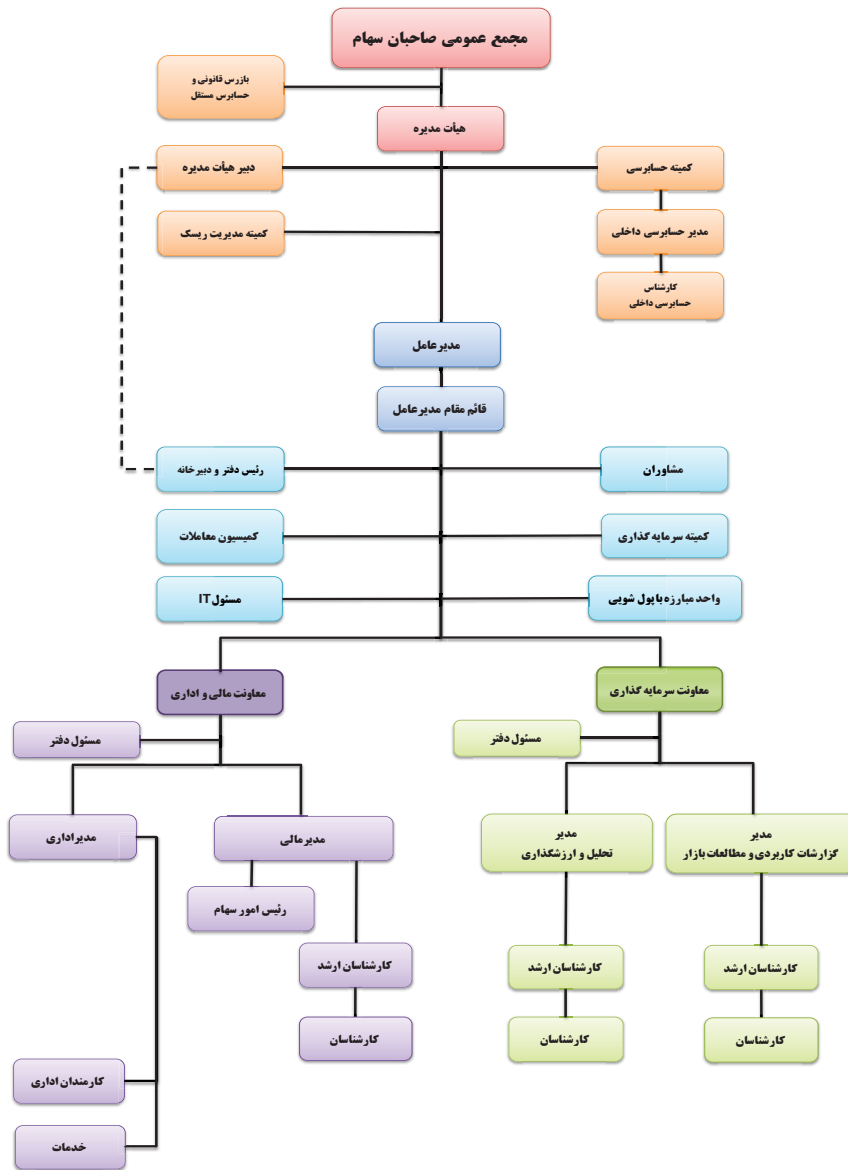 مجمع عمومی صاحبان سهام
بازرس قانونی و
حسابرس مستقل
هیأت مدیره
کمیته حسابرسی
دبیر هیأت مدیره
مدیر حسابرسی داخلی
کمیته مدیریت ریسک
کارشناس
حسابرسی داخلی
مدیرعامل
قائم مقام مدیرعامل
مشاوران
رئیس دفتر و دبیرخانه
کمیته سرمایه گذاری
کمیسیون معاملات
واحد مبارزه با پول شویی
مسئول IT
معاونت سرمایه گذاری
معاونت مالی و اداری
مسئول دفتر
مسئول دفتر
مدیر
گزارشات کاربردی و مطالعات بازار
مدیر
تحلیل و ارزشگذاری
مدیرمالی
مدیراداری
رئیس امور سهام
کارشناسان ارشد
کارشناسان ارشد
کارشناسان ارشد
کارشناسان
کارشناسان
کارشناسان
کارمندان اداری
خدمات